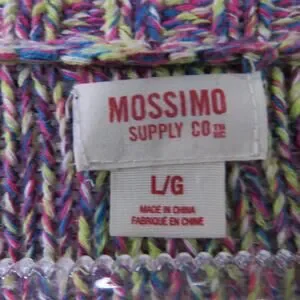 MOSSIMO
SUPPLY CO
L/G
MADE IN CHINA
FABRIQUÉ EN CHINE